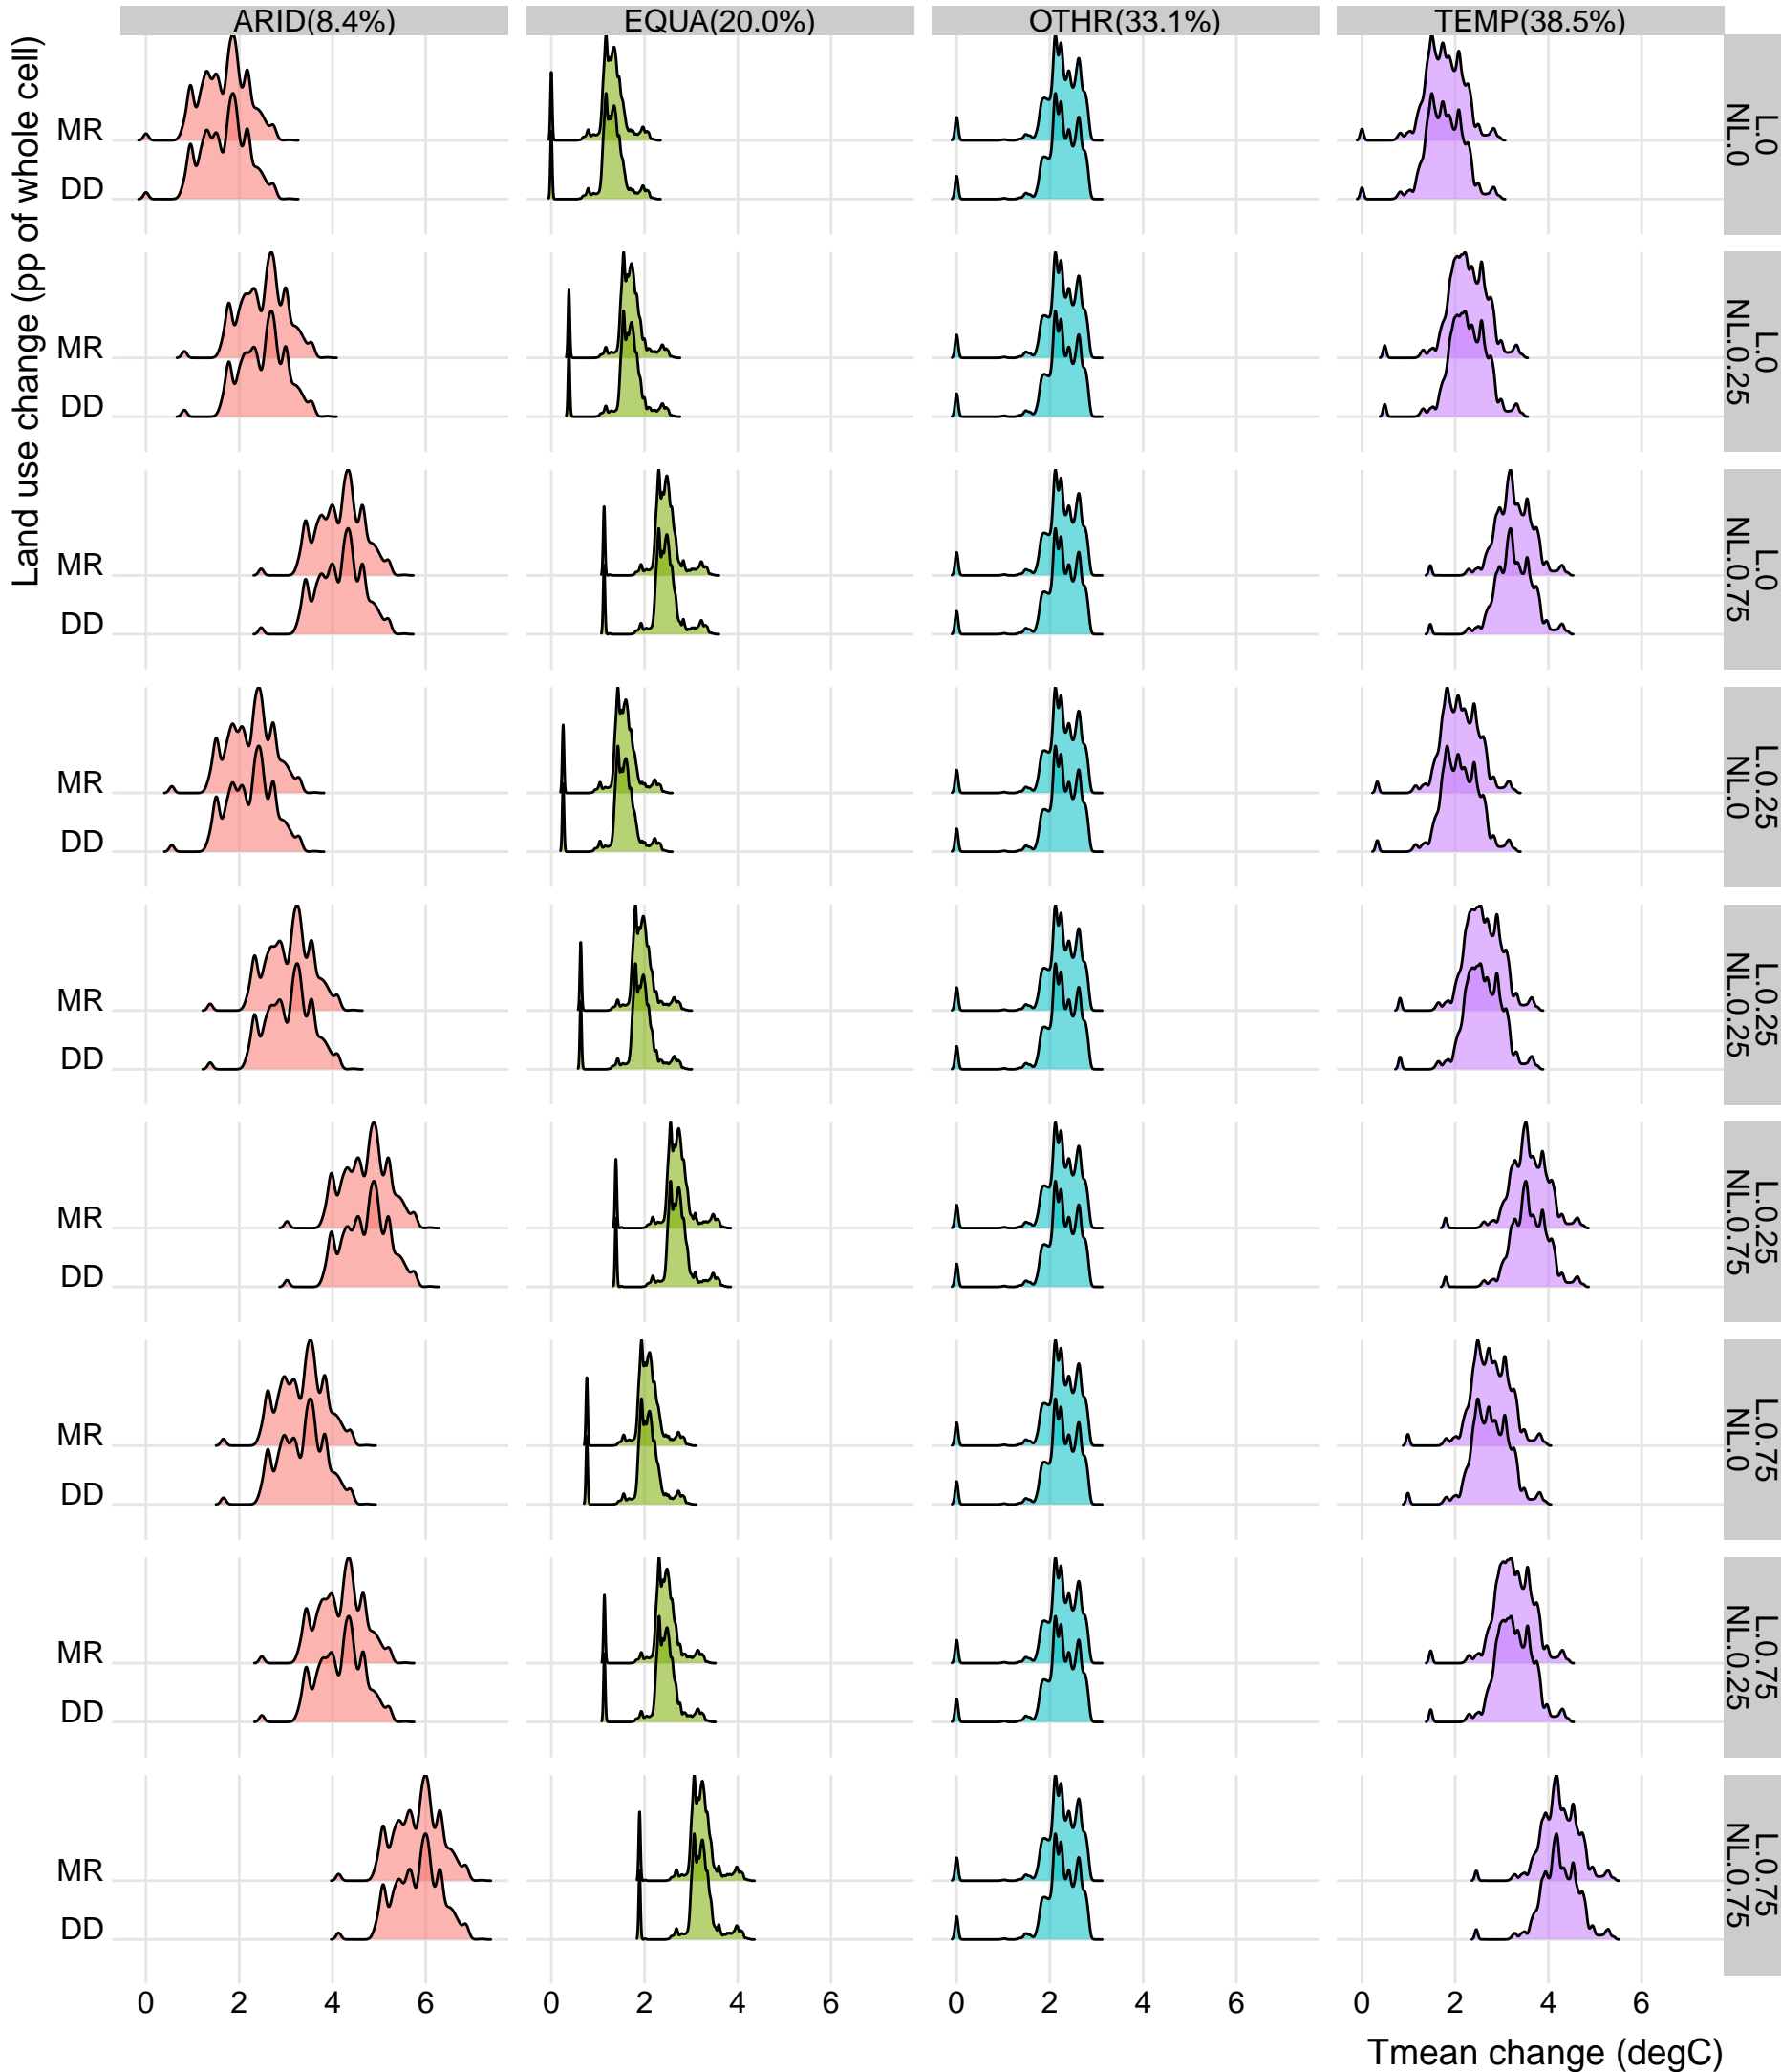 ARID(8.4%) EQUA(20.0%) OTHR(33.1%) TEMP(38.5%)
Land use change (pp of whole cell)
MR
DD
L.0
NL.0
MR
DD
L.0
NL.0.25
MR
DD
L.0
NL.0.75
MR
DD
L.0.25
NL.0
MR
DD
L.0.25
NL.0.25
MR
DD
L.0.25
NL.0.75
MR
DD
L.0.75
NL.0
MR
DD
L.0.75
NL.0.25
MR
DD
L.0.75
NL.0.75
0 2 4 6 0 2 4 6 0 2 4 6 0 2 4 6
Tmean change (degC)